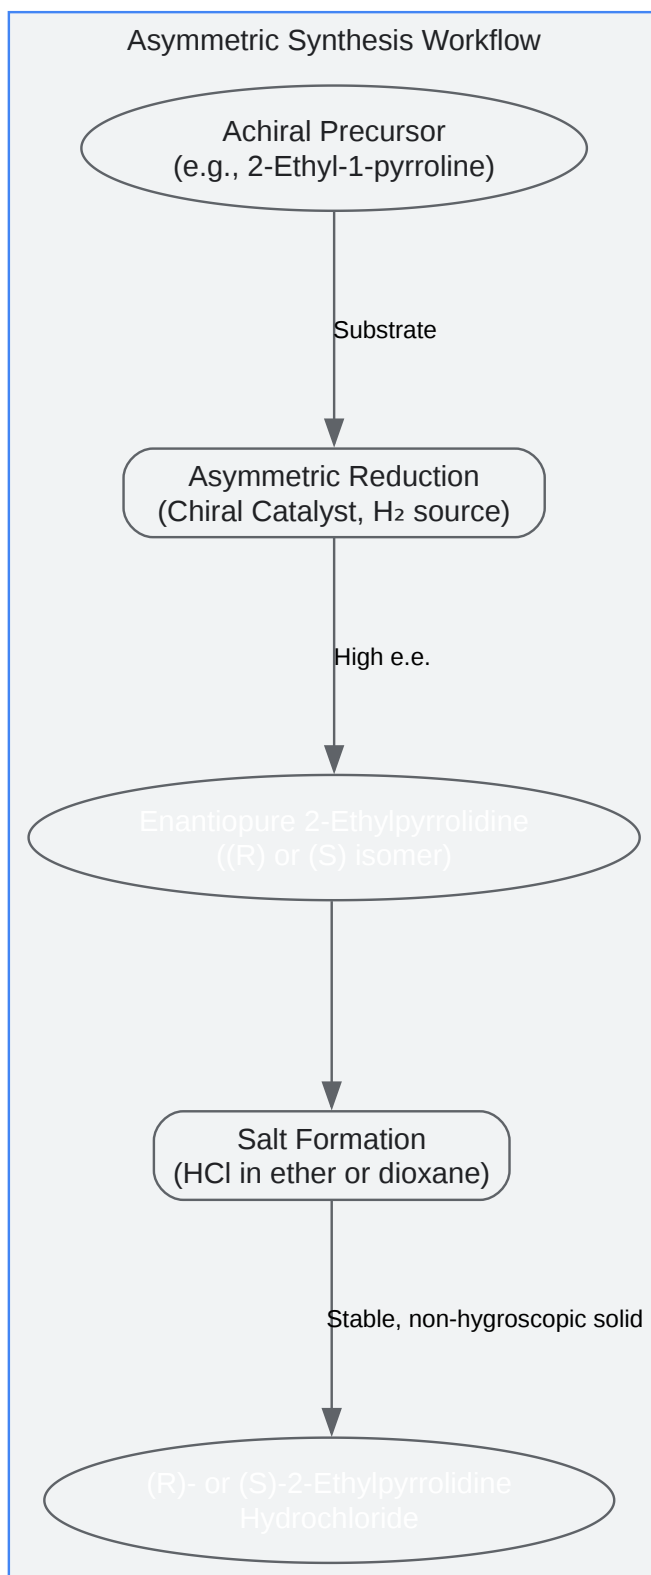 Asymmetric Synthesis Workflow
Achiral Precursor
(e.g., 2-Ethyl-1-pyrroline)
Substrate
Asymmetric Reduction
(Chiral Catalyst, H₂ source)
High e.e.
Enantiopure 2-Ethylpyrrolidine
((R) or (S) isomer)
Salt Formation
(HCl in ether or dioxane)
Stable, non-hygroscopic solid
(R)- or (S)-2-Ethylpyrrolidine
Hydrochloride